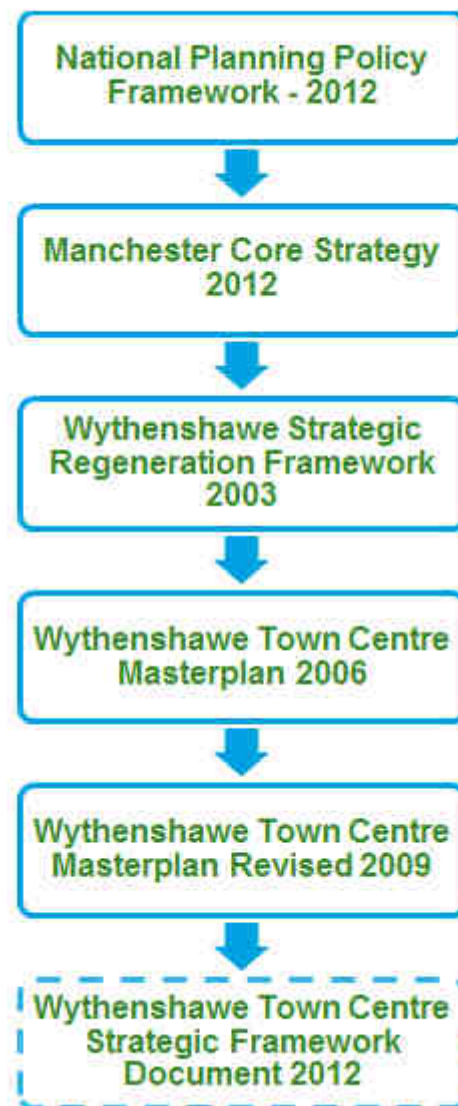 National Planning Policy
Framework - 2012
Manchester Core Strategy
2012
Wythenshawe Strategic
Regeneration Framework
2003
Wythenshawe Town Centre
Masterplan 2006
Wythenshawe Town Centre
Masterplan Revised 2009
Wythenshawe Town Centre
Strategic Framework
Document 2012